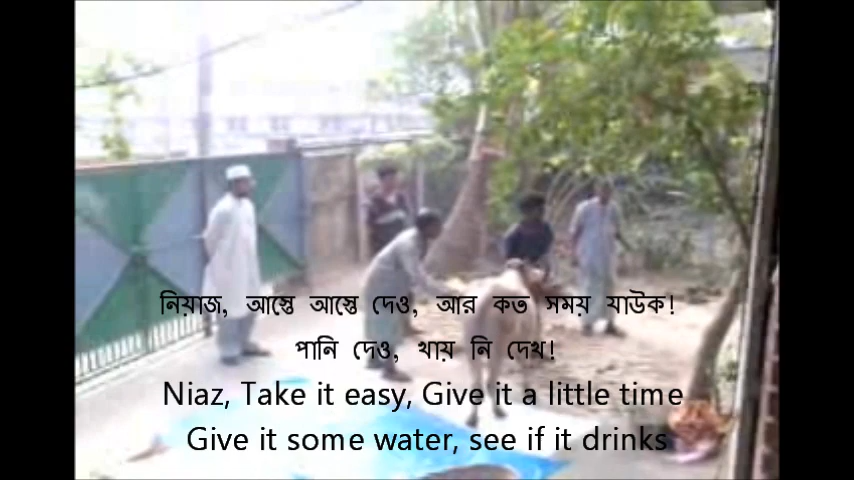 নিয়াজ, আস্তে আস্তে দেও, আর কত সময় যাউক!
পানি দেও, খায় নি দেখ!
Niaz, Take it easy, Give it a little time
Give it some water, see if it drinks